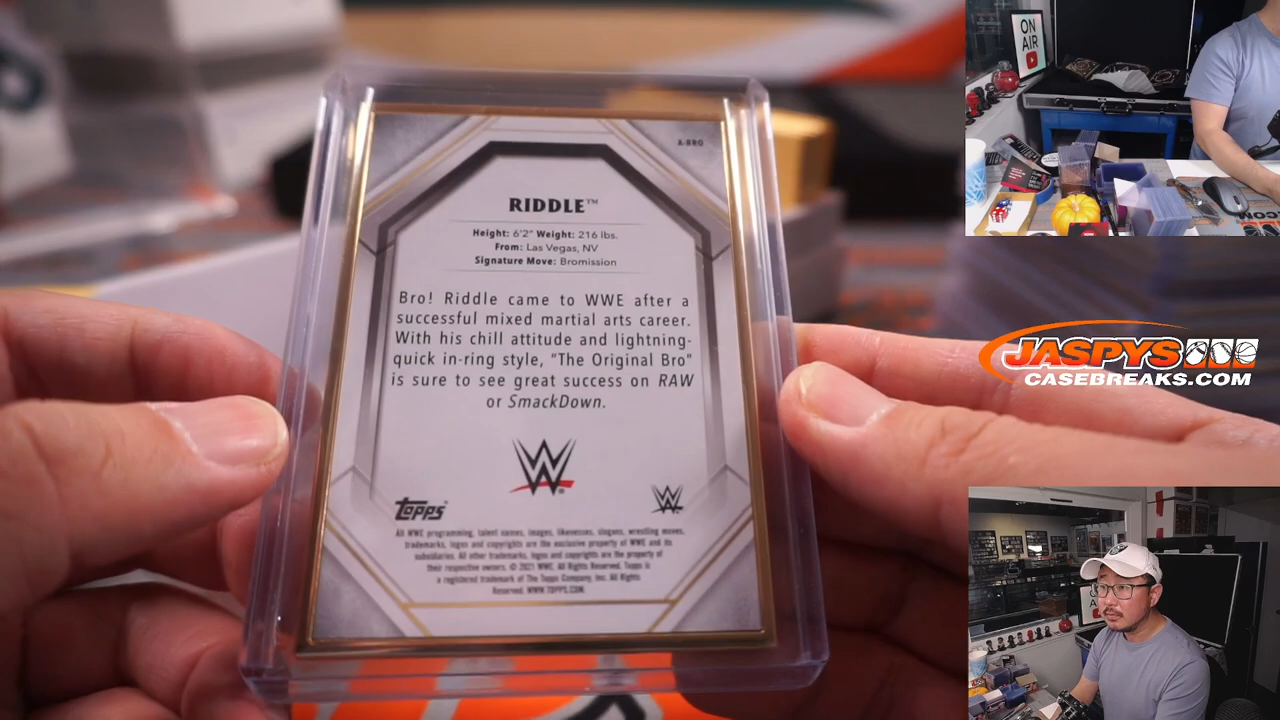 A-BRO
RIDDLE™
Height: 6'2" Weight: 216 lbs.
From: Las Vegas, NV
Signature Move: Bromission
Bro! Riddle came to WWE after a
successful mixed martial arts career.
With his chill attitude and lightning-
quick in-ring style, "The Original Bro"
is sure to see great success on RAW
or SmackDown.
Topps
All WWE programming, talent names, images, likenesses, slogans, wrestling moves,
trademarks, logos and copyrights are the exclusive property of WWE and its
subsidiaries. All other trademarks, logos and copyrights are the property of
their respective owners. © 2021 WWE. All Rights Reserved. Topps is
a registered trademark of The Topps Company, Inc. All Rights
Reserved. WWW.TOPPS.COM.
ON
AIR
JASPYS
CASEBREAKS.COM